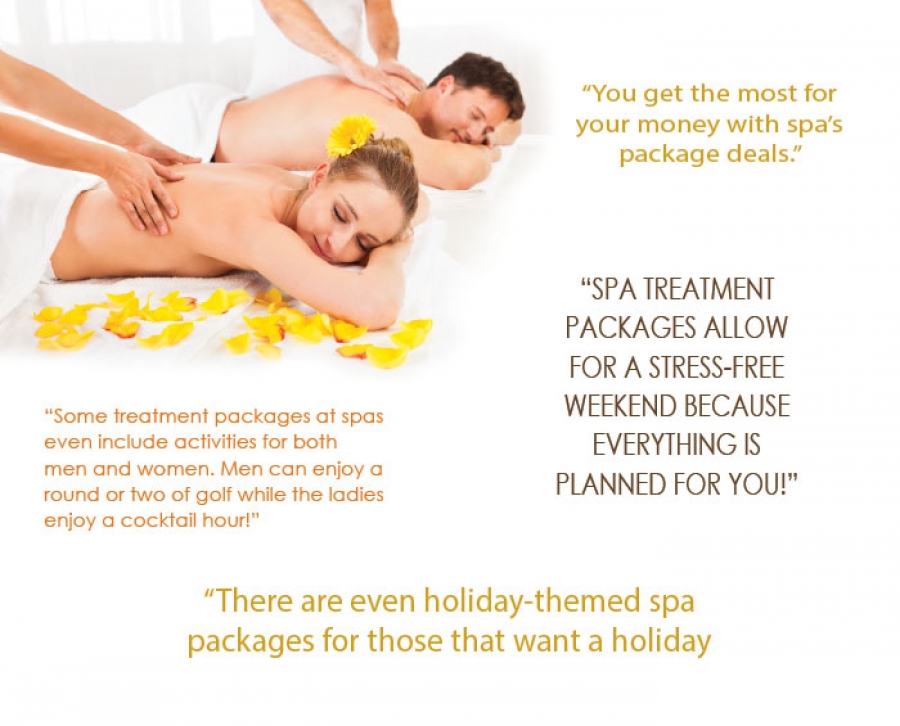 “You get the most for
your money with spa’s
package deals.”
“SPA TREATMENT
PACKAGES ALLOW
FOR A STRESS-FREE
WEEKEND BECAUSE
EVERYTHING IS
PLANNED FOR YOU!”
“Some treatment packages at spas
even include activities for both
men and women. Men can enjoy a
round or two of golf while the ladies
enjoy a cocktail hour!”
“There are even holiday-themed spa
packages for those that want a holiday